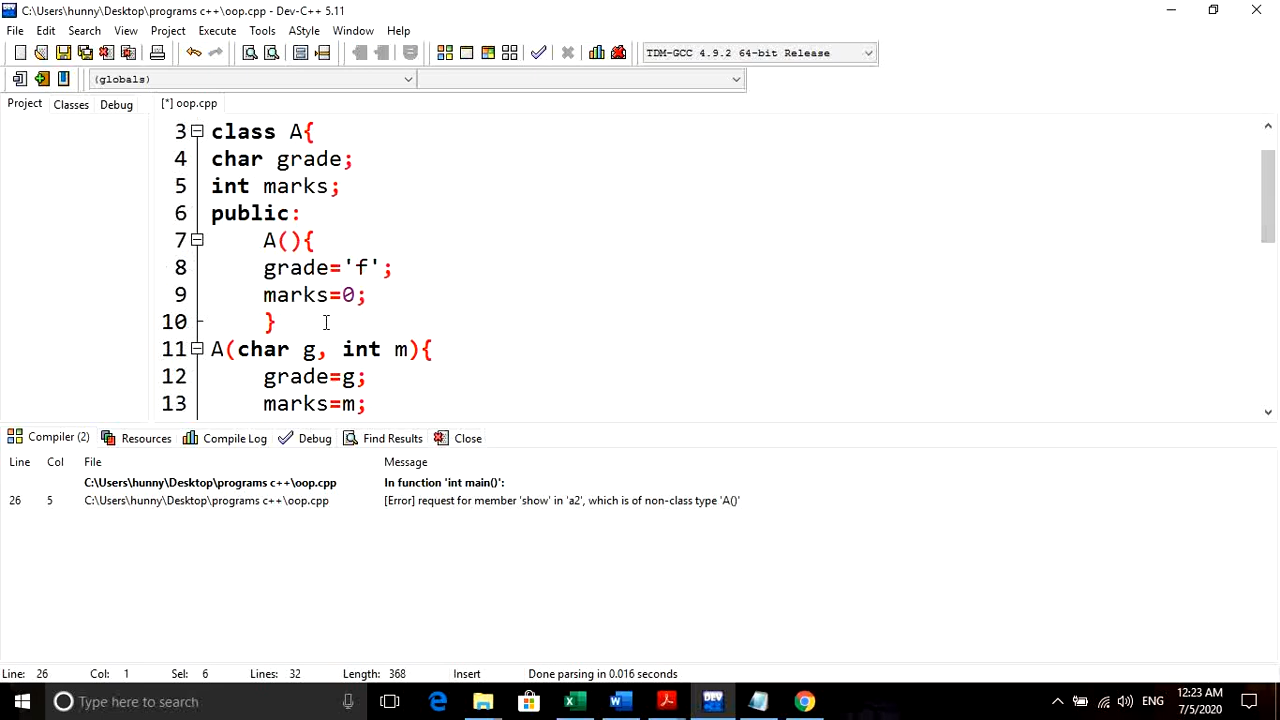 C:\Users\hunny\Desktop\programs c++\oop.cpp - Dev-C++ 5.11
File Edit Search View Project Execute Tools AStyle Window Help
TDM-GCC 4.9.2 64-bit Release
(globals)
Project Classes Debug [*] oop.cpp
3 class A{
4 char grade;
5 int marks;
6 public:
7 A(){
8 grade='f';
9 marks=0;
10 }
11 A(char g, int m){
12 grade=g;
13 marks=m;
Compiler (2) Resources Compile Log Debug Find Results Close
Line Col File Message
C:\Users\hunny\Desktop\programs c++\oop.cpp In function 'int main()':
26 5 C:\Users\hunny\Desktop\programs c++\oop.cpp [Error] request for member 'show' in 'a2', which is of non-class type 'A()'
Line: 26 Col: 1 Sel: 6 Lines: 32 Length: 368 Insert Done parsing in 0.016 seconds
DEV
Type here to search ENG 12:23 AM
7/5/2020